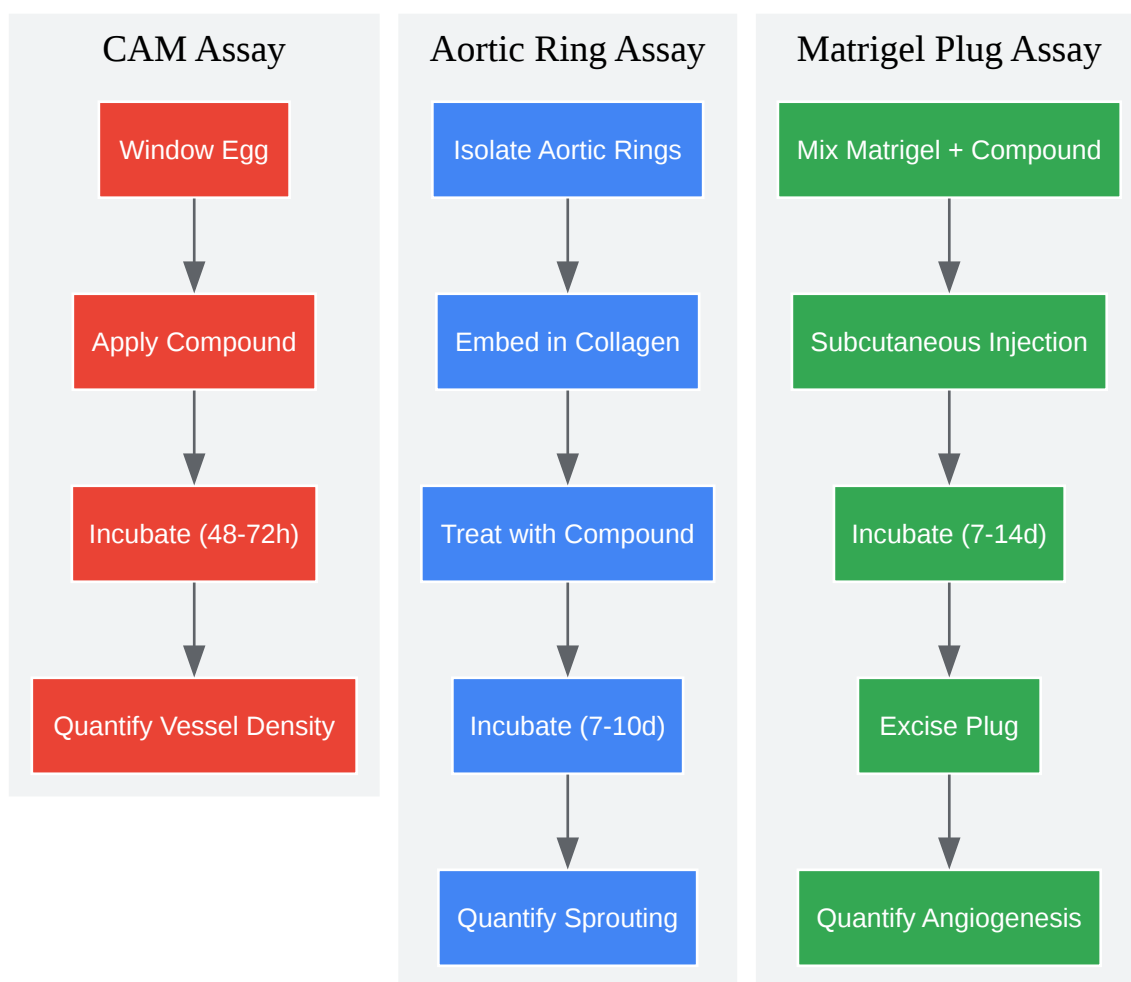 CAM Assay
Window Egg
Apply Compound
Incubate (48-72h)
Quantify Vessel Density
Aortic Ring Assay
Isolate Aortic Rings
Embed in Collagen
Treat with Compound
Incubate (7-10d)
Quantify Sprouting
Matrigel Plug Assay
Mix Matrigel + Compound
Subcutaneous Injection
Incubate (7-14d)
Excise Plug
Quantify Angiogenesis